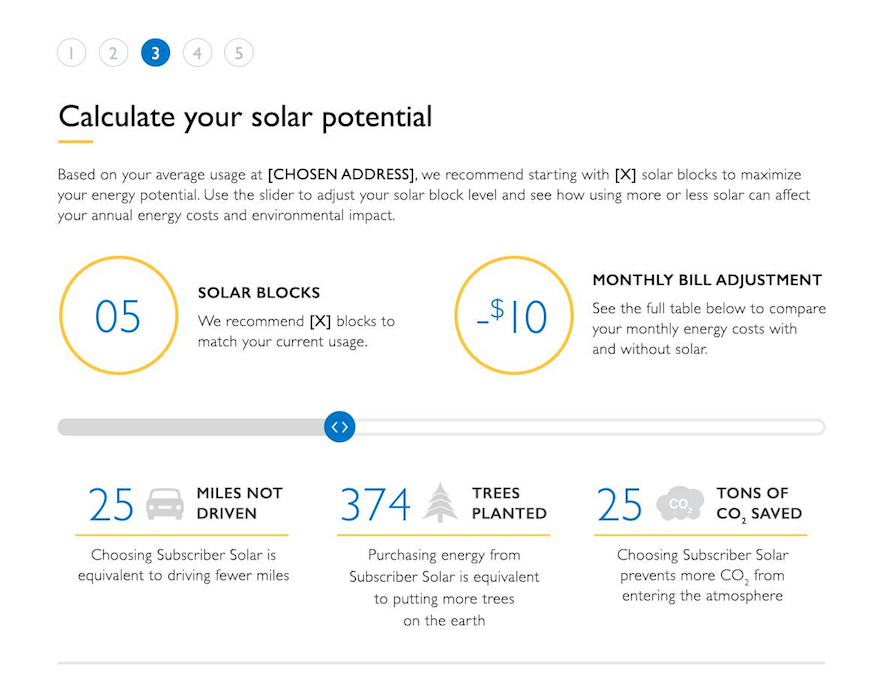 1 2 3 4 5
Calculate your solar potential
Based on your average usage at [CHOSEN ADDRESS], we recommend starting with [X] solar blocks to maximize
your energy potential. Use the slider to adjust your solar block level and see how using more or less solar can affect
your annual energy costs and environmental impact.
05
SOLAR BLOCKS
We recommend [X] blocks to
match your current usage.
-$10
MONTHLY BILL ADJUSTMENT
See the full table below to compare
your monthly energy costs with
and without solar.
25
MILES NOT
DRIVEN
Choosing Subscriber Solar is
equivalent to driving fewer miles
374
TREES
PLANTED
Purchasing energy from
Subscriber Solar is equivalent
to putting more trees
on the earth
25
CO₂
TONS OF
CO₂ SAVED
Choosing Subscriber Solar
prevents more CO₂ from
entering the atmosphere